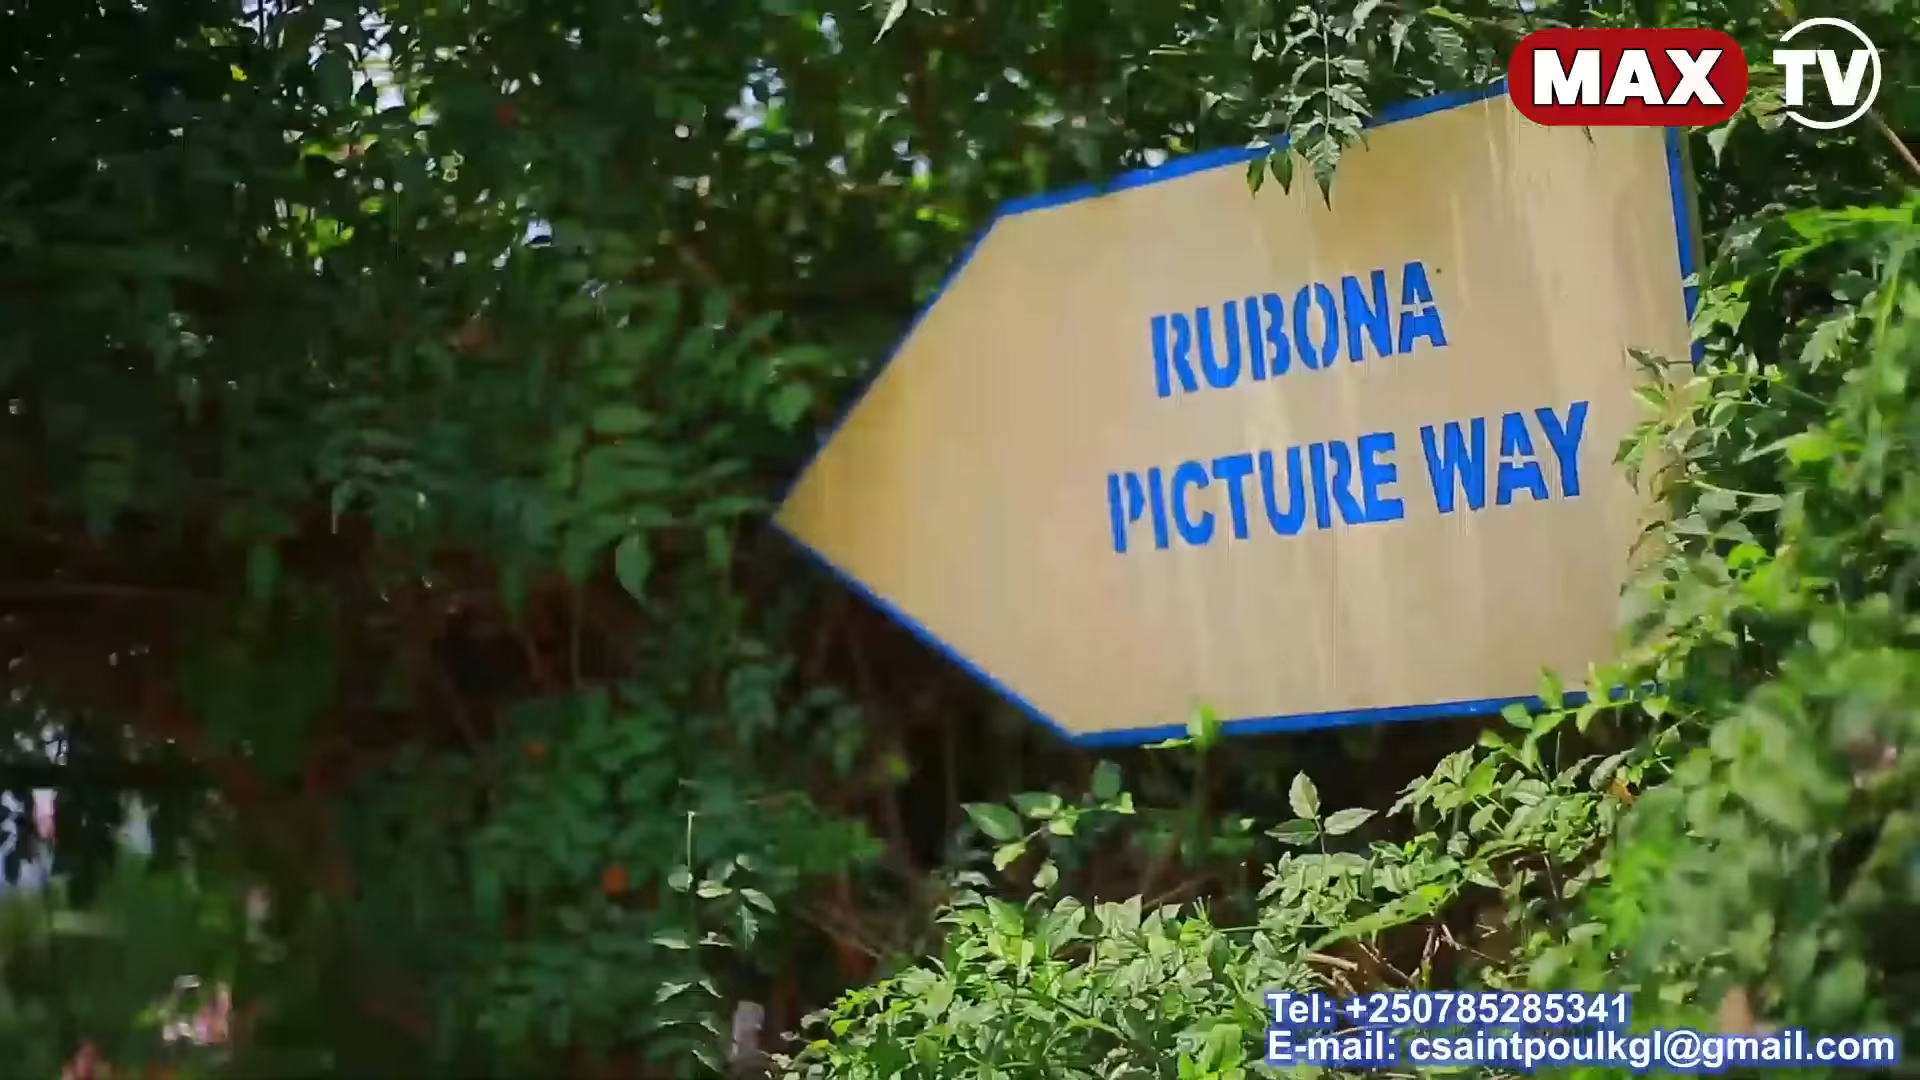 MAX TV
RUBONA
PICTURE WAY
Tel: +250785285341
E-mail: csaintpoulkgl@gmail.com